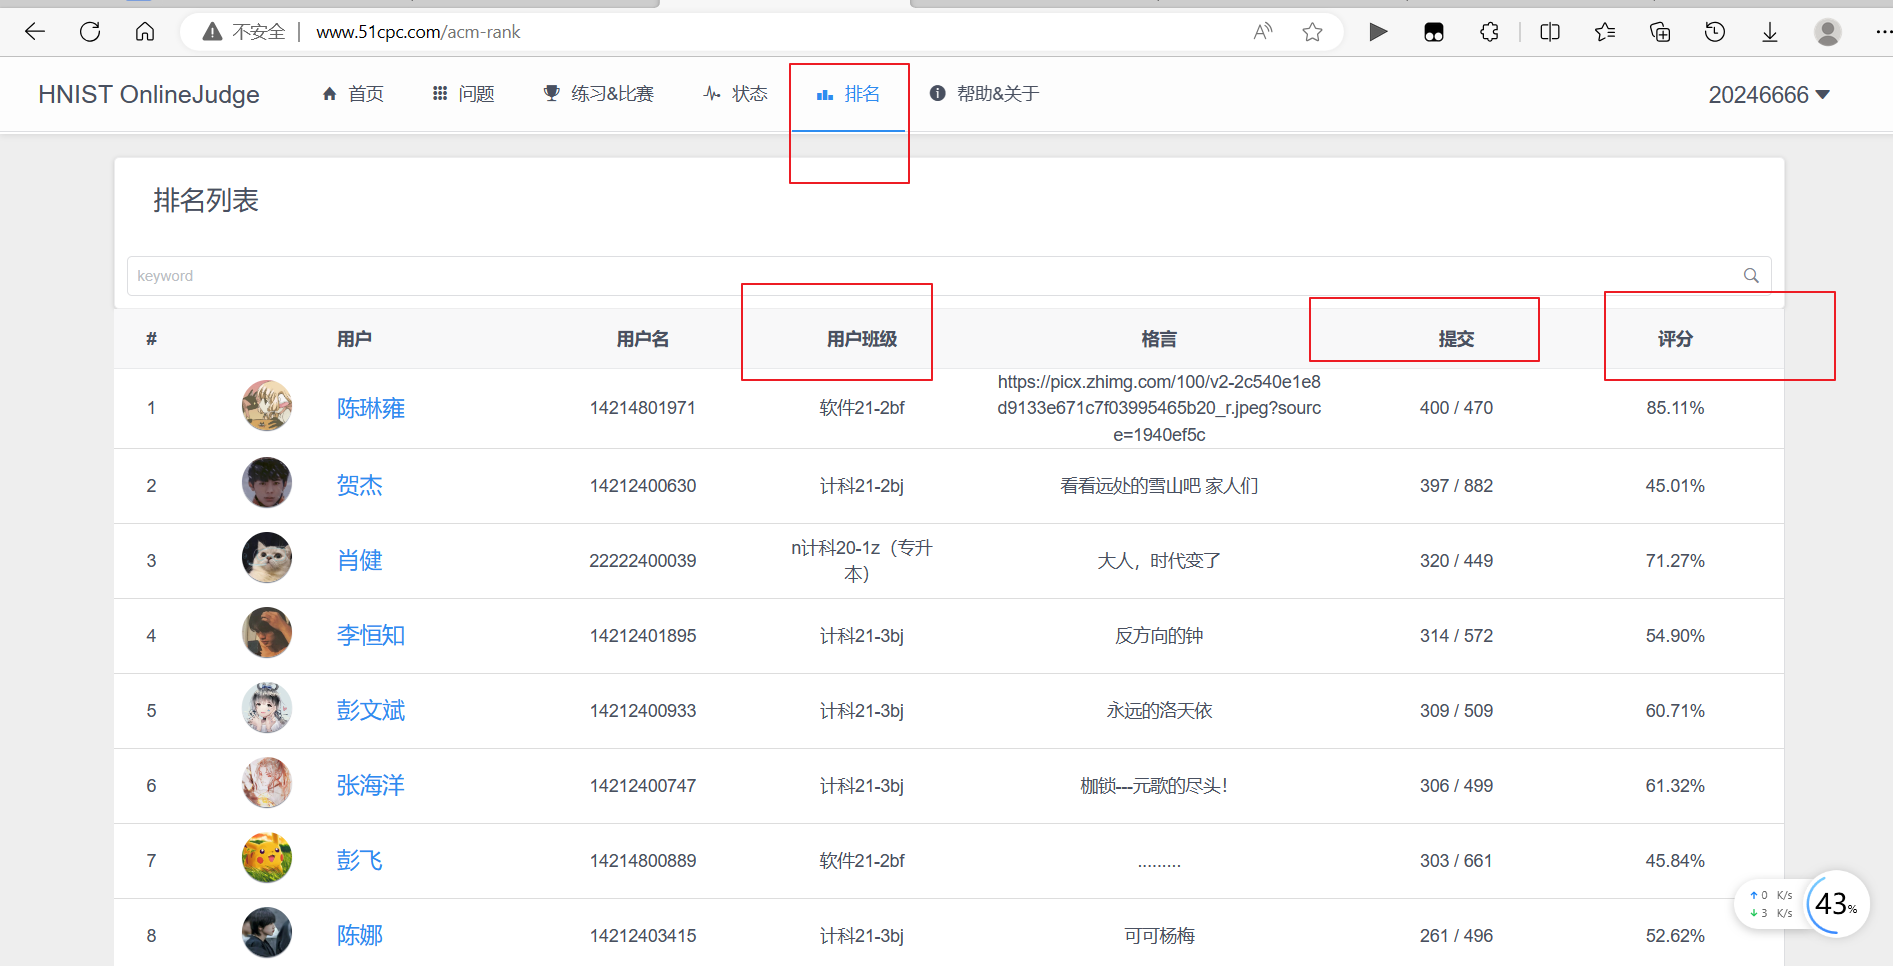 不安全 | www.51cpc.com/acm-rank
HNIST OnlineJudge 首页 问题 练习&比赛 状态 排名 帮助&关于 20246666
排名列表
keyword
# 用户 用户名 用户班级 格言 提交 评分
1 陈琳雍 14214801971 软件21-2bf https://picx.zhimg.com/100/v2-2c540e1e8
d9133e671c7f03995465b20_r.jpeg?sourc
e=1940ef5c 400 / 470 85.11%
2 贺杰 14212400630 计科21-2bj 看看远处的雪山吧 家人们 397 / 882 45.01%
3 肖健 22222400039 n计科20-1z（专升
本） 大人，时代变了 320 / 449 71.27%
4 李恒知 14212401895 计科21-3bj 反方向的钟 314 / 572 54.90%
5 彭文斌 14212400933 计科21-3bj 永远的洛天依 309 / 509 60.71%
6 张海洋 14212400747 计科21-3bj 枷锁---元歌的尽头！ 306 / 499 61.32%
7 彭飞 14214800889 软件21-2bf ......... 303 / 661 45.84%
8 陈娜 14212403415 计科21-3bj 可可杨梅 261 / 496 52.62%
↑ 0 K/s
↓ 3 K/s
43%